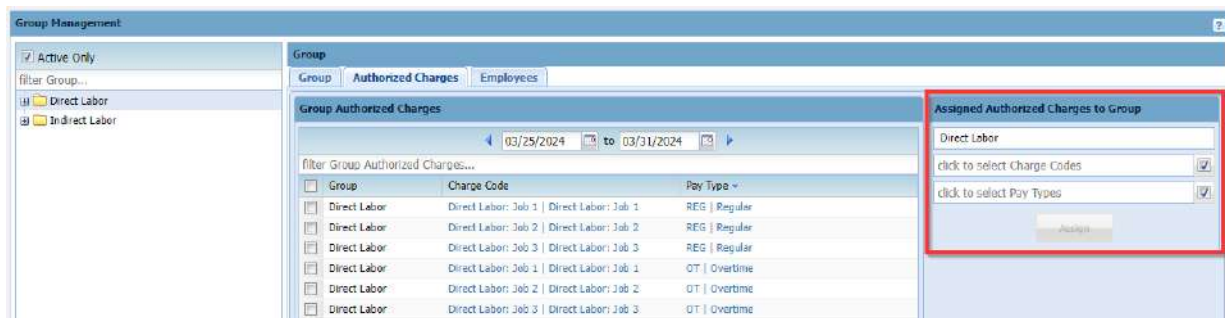 Group Management
?
Active Only
filter Group...
Direct Labor
Indirect Labor
Group
Group Authorized Charges Employees
Group Authorized Charges
03/25/2024 to 03/31/2024
filter Group Authorized Charges...
Group Charge Code Pay Type
Direct Labor Direct Labor: Job 1 | Direct Labor: Job 1 REG | Regular
Direct Labor Direct Labor: Job 2 | Direct Labor: Job 2 REG | Regular
Direct Labor Direct Labor: Job 3 | Direct Labor: Job 3 REG | Regular
Direct Labor Direct Labor: Job 1 | Direct Labor: Job 1 OT | Overtime
Direct Labor Direct Labor: Job 2 | Direct Labor: Job 2 OT | Overtime
Direct Labor Direct Labor: Job 3 | Direct Labor: Job 3 OT | Overtime
Assigned Authorized Charges to Group
Direct Labor
click to select Charge Codes
click to select Pay Types
Assign